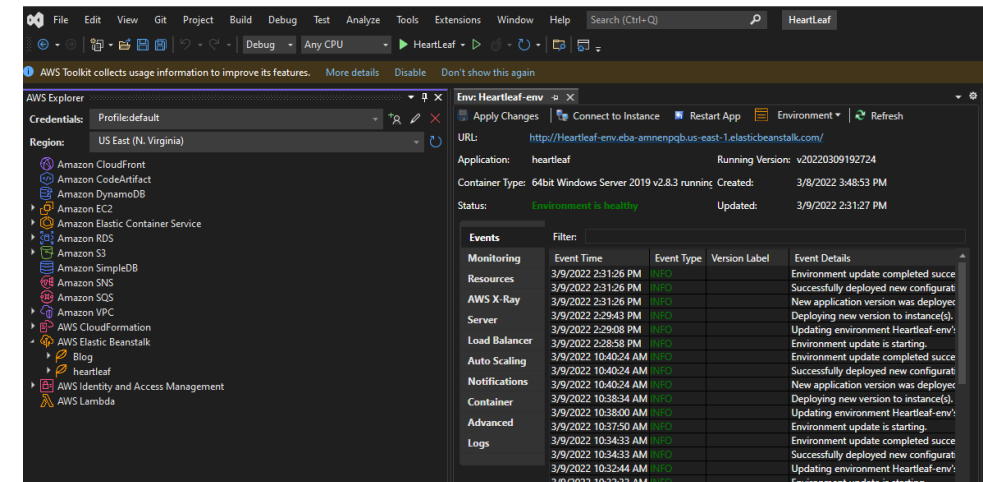 File Edit View Git Project Build Debug Test Analyze Tools Extensions Window Help Search (Ctrl+Q) HeartLeaf
Debug Any CPU HeartLeaf
AWS Toolkit collects usage information to improve its features. More details Disable Don't show this again
AWS Explorer
Credentials: Profile:default
Region: US East (N. Virginia)
Amazon CloudFront
Amazon CodeArtifact
Amazon DynamoDB
Amazon EC2
Amazon Elastic Container Service
Amazon RDS
Amazon S3
Amazon SimpleDB
Amazon SNS
Amazon SQS
Amazon VPC
AWS CloudFormation
AWS Elastic Beanstalk
Blog
heartleaf
AWS Identity and Access Management
AWS Lambda
Env: Heartleaf-env
Apply Changes Connect to Instance Restart App Environment Refresh
URL: http://Heartleaf-env.eba-amnenpqb.us-east-1.elasticbeanstalk.com/
Application: heartleaf Running Version: v20220309192724
Container Type: 64bit Windows Server 2019 v2.8.3 running Created: 3/8/2022 3:48:53 PM
Status: Environment is healthy Updated: 3/9/2022 2:31:27 PM
Events
Monitoring
Resources
AWS X-Ray
Server
Load Balancer
Auto Scaling
Notifications
Container
Advanced
Logs
Filter:
Event Time Event Type Version Label Event Details
3/9/2022 2:31:26 PM INFO Environment update completed succe
3/9/2022 2:31:26 PM INFO Successfully deployed new configurati
3/9/2022 2:31:26 PM INFO New application version was deployed
3/9/2022 2:29:43 PM INFO Deploying new version to instance(s).
3/9/2022 2:29:08 PM INFO Updating environment Heartleaf-env's
3/9/2022 2:28:58 PM INFO Environment update is starting.
3/9/2022 10:40:24 AM INFO Environment update completed succe
3/9/2022 10:40:24 AM INFO Successfully deployed new configurati
3/9/2022 10:40:24 AM INFO New application version was deployed
3/9/2022 10:38:34 AM INFO Deploying new version to instance(s).
3/9/2022 10:38:00 AM INFO Updating environment Heartleaf-env's
3/9/2022 10:37:50 AM INFO Environment update is starting.
3/9/2022 10:34:33 AM INFO Environment update completed succe
3/9/2022 10:34:33 AM INFO Successfully deployed new configurati
3/9/2022 10:32:44 AM INFO Updating environment Heartleaf-env's